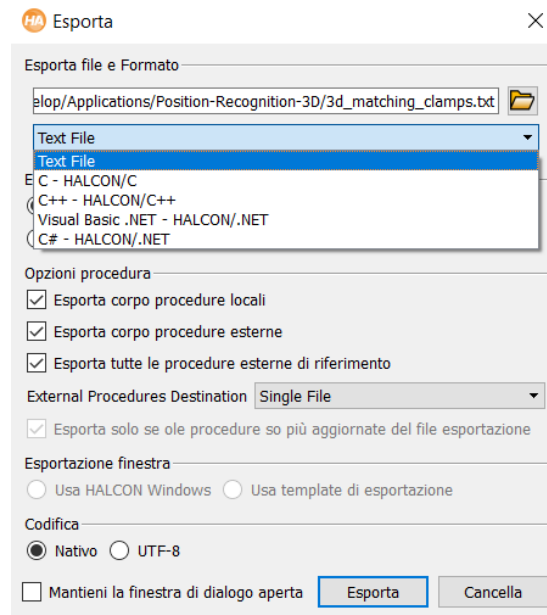 HA Esporta
Esporta file e Formato
elop/Applications/Position-Recognition-3D/3d_matching_clamps.txt
Text File
Text File
C - HALCON/C
C++ - HALCON/C++
Visual Basic .NET - HALCON/.NET
C# - HALCON/.NET
E
Opzioni procedura
Esporta corpo procedure locali
Esporta corpo procedure esterne
Esporta tutte le procedure esterne di riferimento
External Procedures Destination Single File
Esporta solo se ole procedure so più aggiornate del file esportazione
Esportazione finestra
Usa HALCON Windows Usa template di esportazione
Codifica
Nativo UTF-8
Mantieni la finestra di dialogo aperta Esporta Cancella